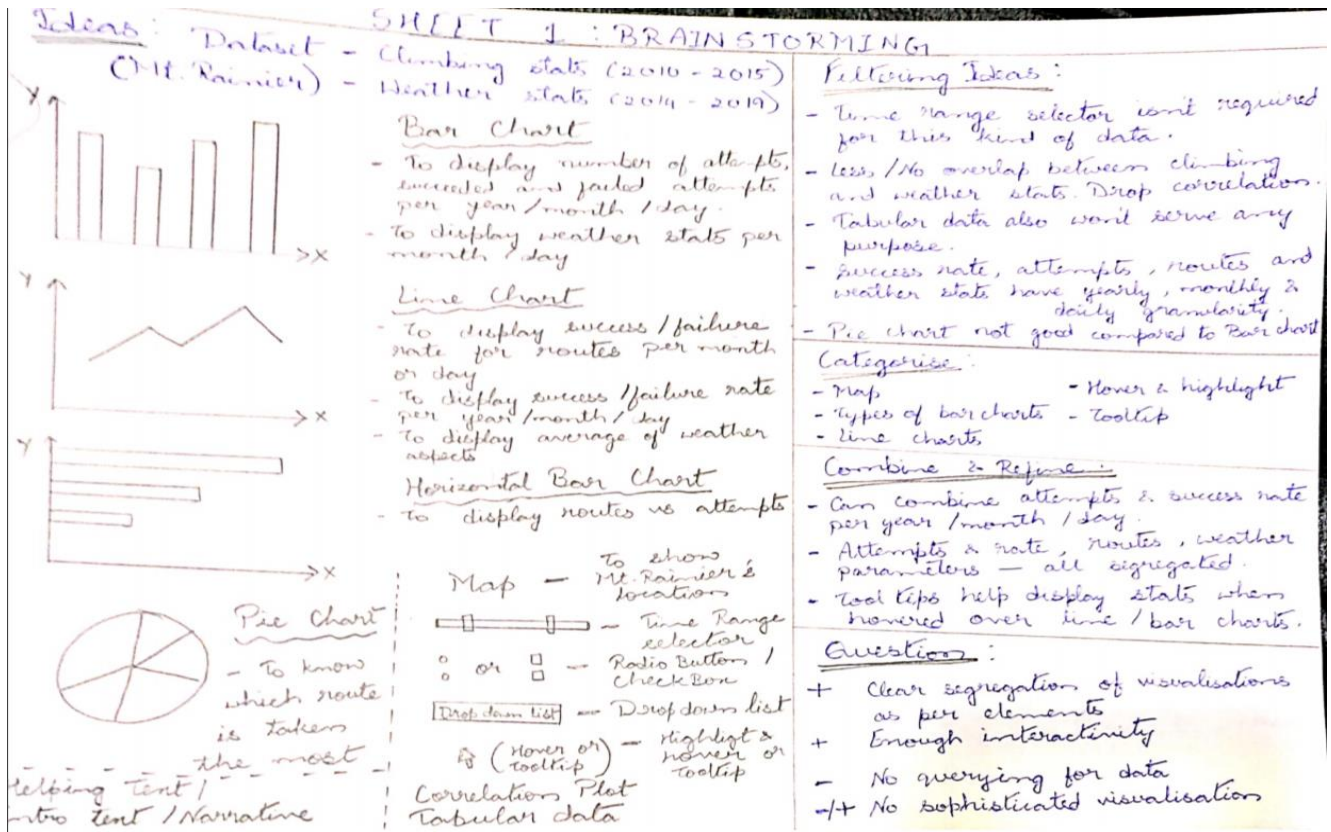 SHEET 1 : BRAINSTORMING
Ideas : Dataset - Climbing stats (2010 - 2015)
(Mt. Rainier) - Weather stats (2014 - 2019)
Y
X
Bar Chart
- To display number of attempts,
succeeded and failed attempts
per year/month/day.
- To display weather stats per
month/day
Y
X
Line Chart
- To display success/failure
rate for routes per month
or day
- To display success/failure rate
per year/month/day
- To display average of weather
aspects
Y
X
Horizontal Bar Chart
- To display routes vs attempts
Pie Chart
- To know
which route
is taken
the most
Helping Text /
Intro Text / Narrative
Map — To show
Mt. Rainier's
Location
— Time Range
selector
or — Radio Button /
CheckBox
Drop down list — Drop down list
(Hover or — Highligt &
Tooltip) hover or
Tooltip
Correlation Plot
Tabular data
Filtering Ideas :
- Time range selector isn't required
for this kind of data.
- Less/No overlap between climbing
and weather stats. Drop correlation.
- Tabular data also won't serve any
purpose.
- Success rate, attempts, routes and
weather stats have yearly, monthly &
daily granularity.
- Pie chart not good compared to Bar chart
Categorise :
- Map - Hover & highlight
- Types of bar charts - Tooltip
- Line charts
Combine & Refine :
- Can combine attempts & success rate
per year/month/day.
- Attempts & rate, routes, weather
parameters — all segregated.
- Tool tips help display stats when
hovered over line/bar charts.
Question :
+ Clear segregation of visualisations
as per elements
+ Enough interactivity
- No querying for data
-/+ No sophisticated visualisation